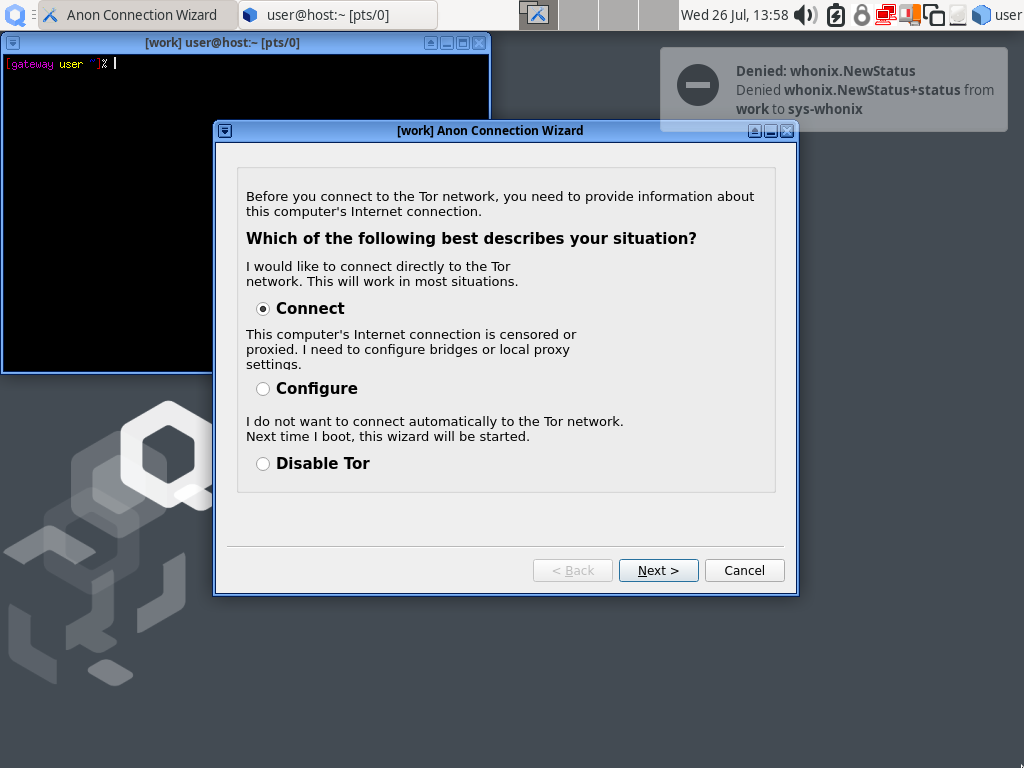 Anon Connection Wizard
user@host:~ [pts/0]
Wed 26 Jul, 13:58
user
[work] user@host:~ [pts/0]
[gateway user ~]%
Denied: whonix.NewStatus
Denied whonix.NewStatus+status from
work to sys-whonix
[work] Anon Connection Wizard
Before you connect to the Tor network, you need to provide information about
this computer's Internet connection.
Which of the following best describes your situation?
I would like to connect directly to the Tor
network. This will work in most situations.
Connect
This computer's Internet connection is censored or
proxied. I need to configure bridges or local proxy
settings.
Configure
I do not want to connect automatically to the Tor network.
Next time I boot, this wizard will be started.
Disable Tor
< Back
Next >
Cancel